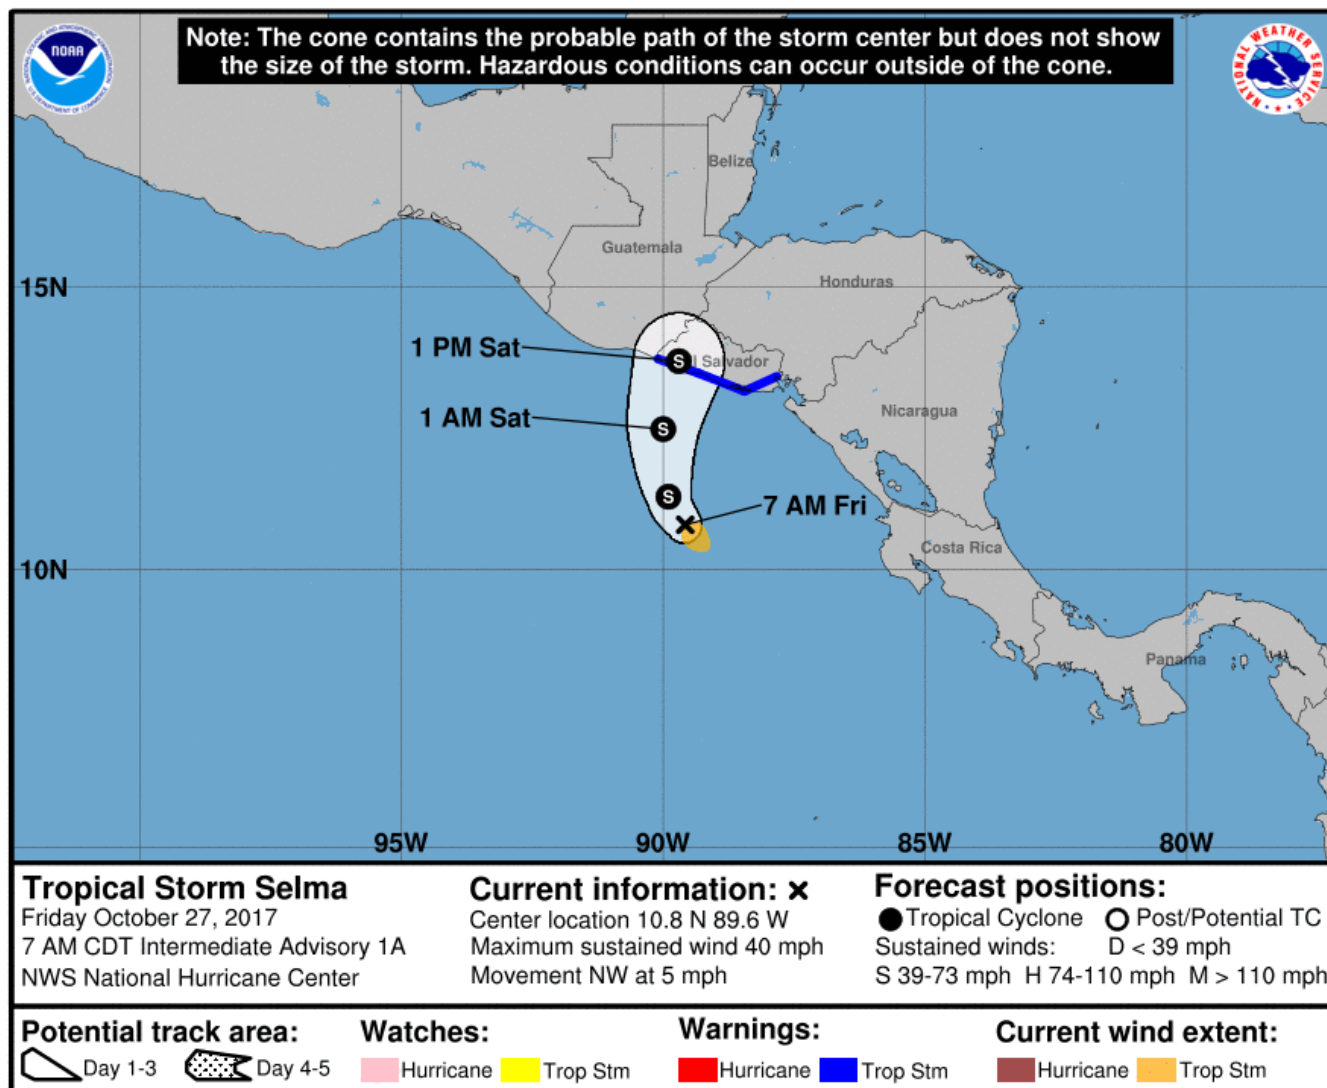 Note: The cone contains the probable path of the storm center but does not show
the size of the storm. Hazardous conditions can occur outside of the cone.
NOAA
NATIONAL WEATHER SERVICE
Belize
Guatemala
15N
Honduras
1 PM Sat
S
l Salvador
1 AM Sat
S
Nicaragua
S
7 AM Fri
Costa Rica
10N
Panama
95W
90W
85W
80W
Tropical Storm Selma
Friday October 27, 2017
7 AM CDT Intermediate Advisory 1A
NWS National Hurricane Center
Current information: ×
Center location 10.8 N 89.6 W
Maximum sustained wind 40 mph
Movement NW at 5 mph
Forecast positions:
Tropical Cyclone Post/Potential TC
Sustained winds: D < 39 mph
S 39-73 mph H 74-110 mph M > 110 mph
Potential track area:
Day 1-3 Day 4-5
Watches:
Hurricane Trop Stm
Warnings:
Hurricane Trop Stm
Current wind extent:
Hurricane Trop Stm